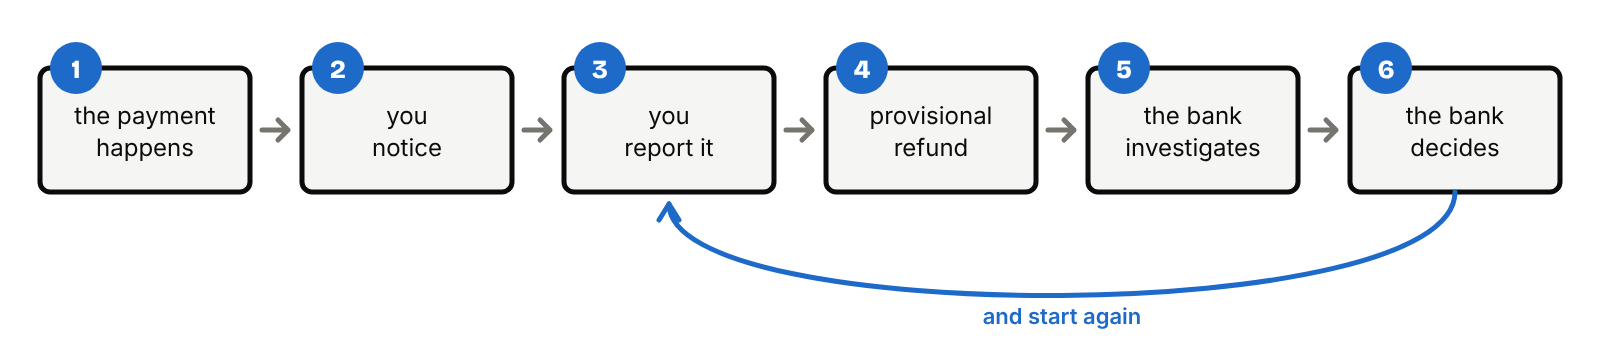 1
the payment
happens
2
you
notice
3
you
report it
4
provisional
refund
5
the bank
investigates
6
the bank
decides
and start again